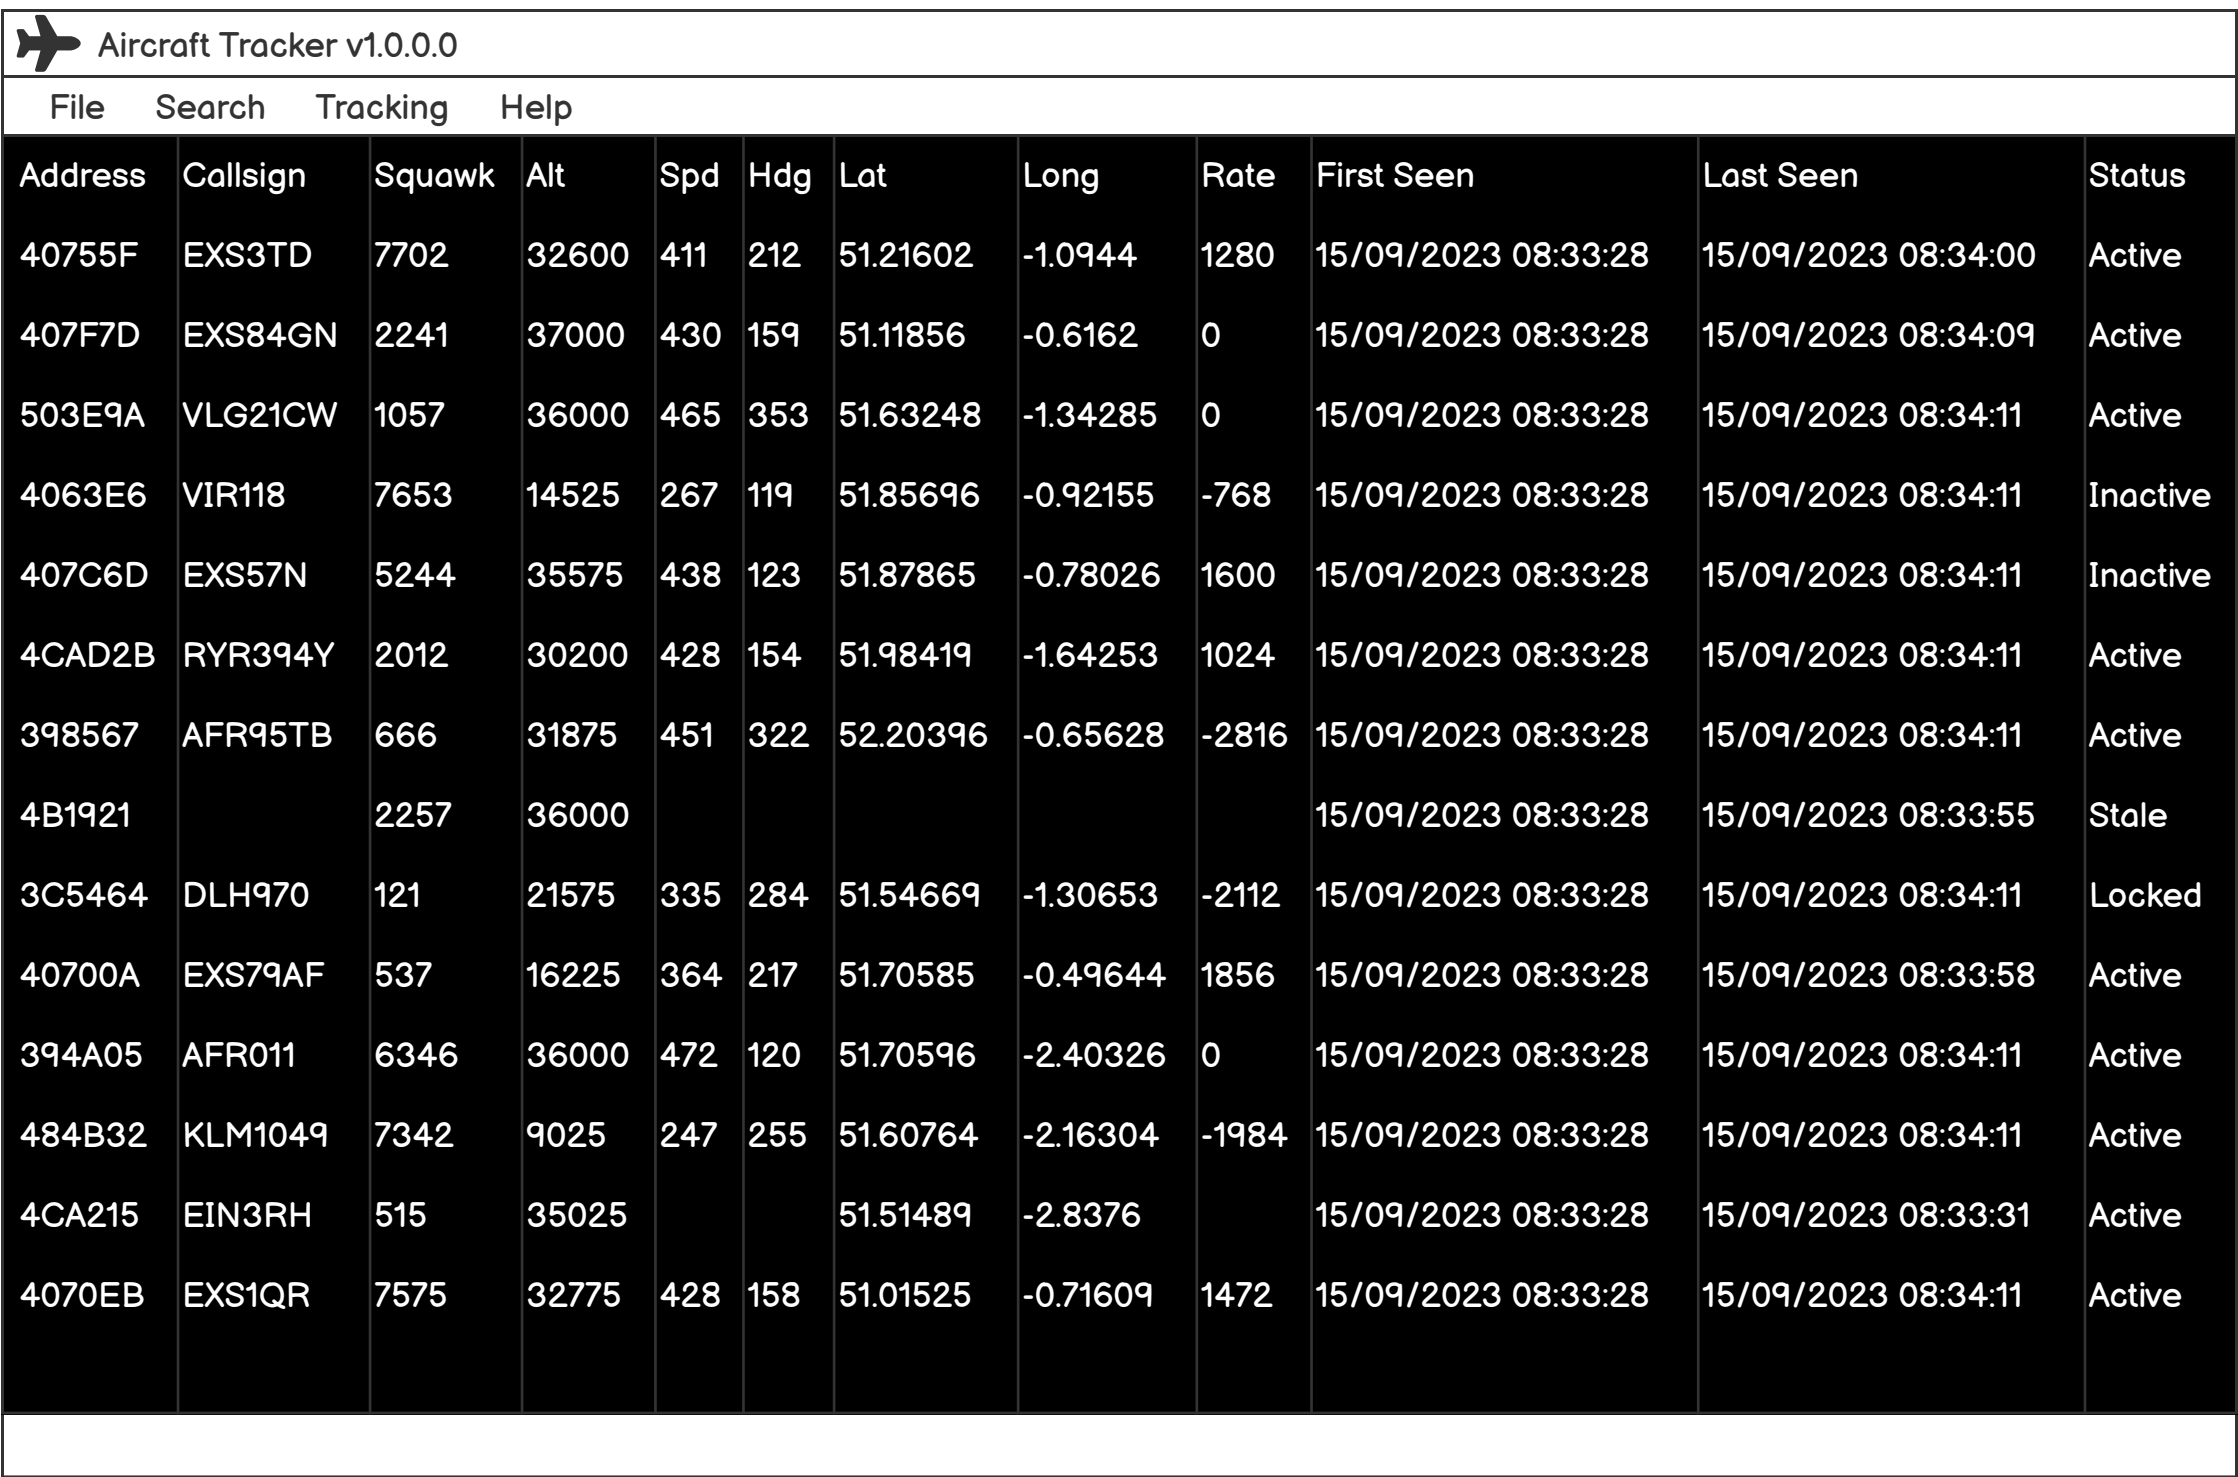 Aircraft Tracker v1.0.0.0
File Search Tracking Help
Address Callsign Squawk Alt Spd Hdg Lat Long Rate First Seen Last Seen Status
40755F EXS3TD 7702 32600 411 212 51.21602 -1.0944 1280 15/09/2023 08:33:28 15/09/2023 08:34:00 Active
407F7D EXS84GN 2241 37000 430 159 51.11856 -0.6162 0 15/09/2023 08:33:28 15/09/2023 08:34:09 Active
503E9A VLG21CW 1057 36000 465 353 51.63248 -1.34285 0 15/09/2023 08:33:28 15/09/2023 08:34:11 Active
4063E6 VIR118 7653 14525 267 119 51.85696 -0.92155 -768 15/09/2023 08:33:28 15/09/2023 08:34:11 Inactive
407C6D EXS57N 5244 35575 438 123 51.87865 -0.78026 1600 15/09/2023 08:33:28 15/09/2023 08:34:11 Inactive
4CAD2B RYR394Y 2012 30200 428 154 51.98419 -1.64253 1024 15/09/2023 08:33:28 15/09/2023 08:34:11 Active
398567 AFR95TB 666 31875 451 322 52.20396 -0.65628 -2816 15/09/2023 08:33:28 15/09/2023 08:34:11 Active
4B1921 2257 36000 15/09/2023 08:33:28 15/09/2023 08:33:55 Stale
3C5464 DLH970 121 21575 335 284 51.54669 -1.30653 -2112 15/09/2023 08:33:28 15/09/2023 08:34:11 Locked
40700A EXS79AF 537 16225 364 217 51.70585 -0.49644 1856 15/09/2023 08:33:28 15/09/2023 08:33:58 Active
394A05 AFR011 6346 36000 472 120 51.70596 -2.40326 0 15/09/2023 08:33:28 15/09/2023 08:34:11 Active
484B32 KLM1049 7342 9025 247 255 51.60764 -2.16304 -1984 15/09/2023 08:33:28 15/09/2023 08:34:11 Active
4CA215 EIN3RH 515 35025 51.51489 -2.8376 15/09/2023 08:33:28 15/09/2023 08:33:31 Active
4070EB EXS1QR 7575 32775 428 158 51.01525 -0.71609 1472 15/09/2023 08:33:28 15/09/2023 08:34:11 Active